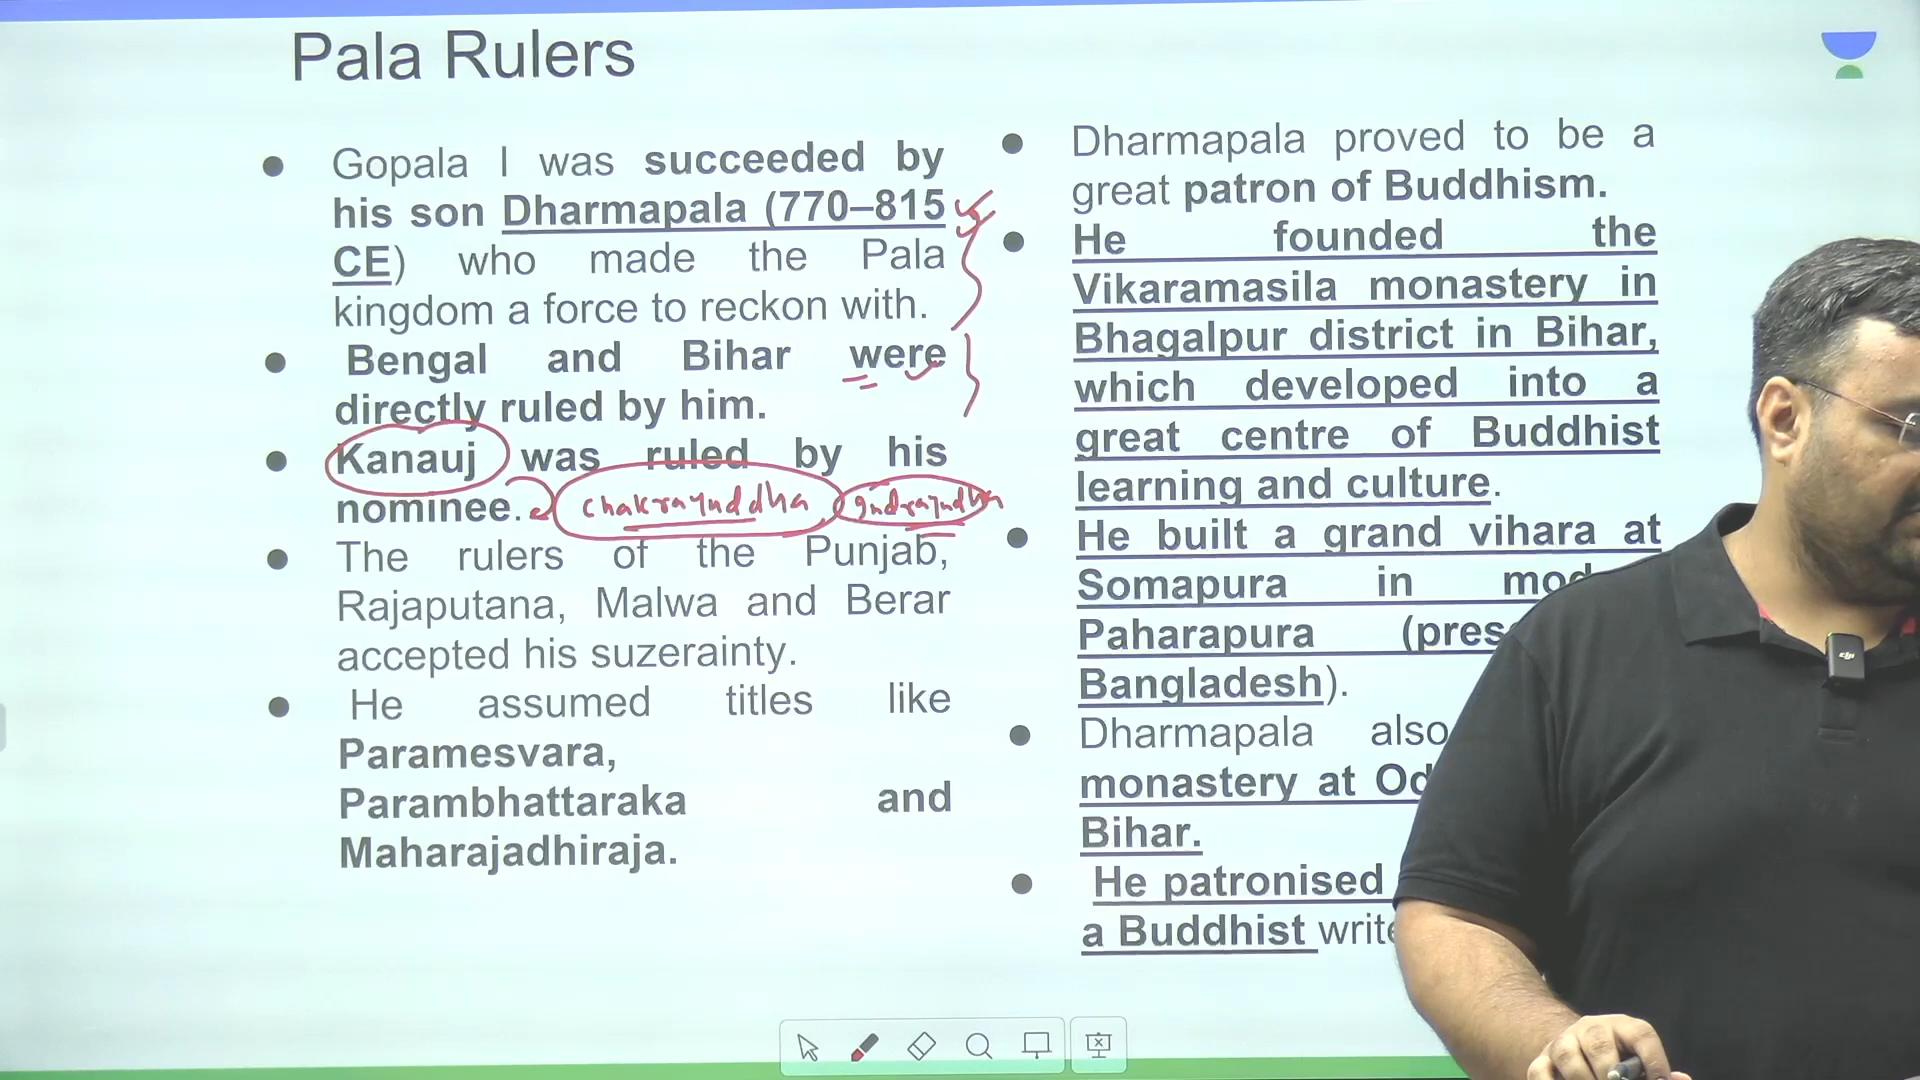 Pala Rulers
Gopala I was succeeded by
his son Dharmapala (770–815
CE) who made the Pala
kingdom a force to reckon with.
Bengal and Bihar were
directly ruled by him.
Kanauj was ruled by his
nominee. chakrayuddha, Indrayudha
The rulers of the Punjab,
Rajaputana, Malwa and Berar
accepted his suzerainty.
He assumed titles like
Paramesvara,
Parambhattaraka and
Maharajadhiraja.
Dharmapala proved to be a
great patron of Buddhism.
He founded the
Vikaramasila monastery in
Bhagalpur district in Bihar,
which developed into a
great centre of Buddhist
learning and culture.
He built a grand vihara at
Somapura in
Paharapura
Bangladesh).
Dharmapala also
monastery at
Bihar.
He patronised
a Buddhist
dji